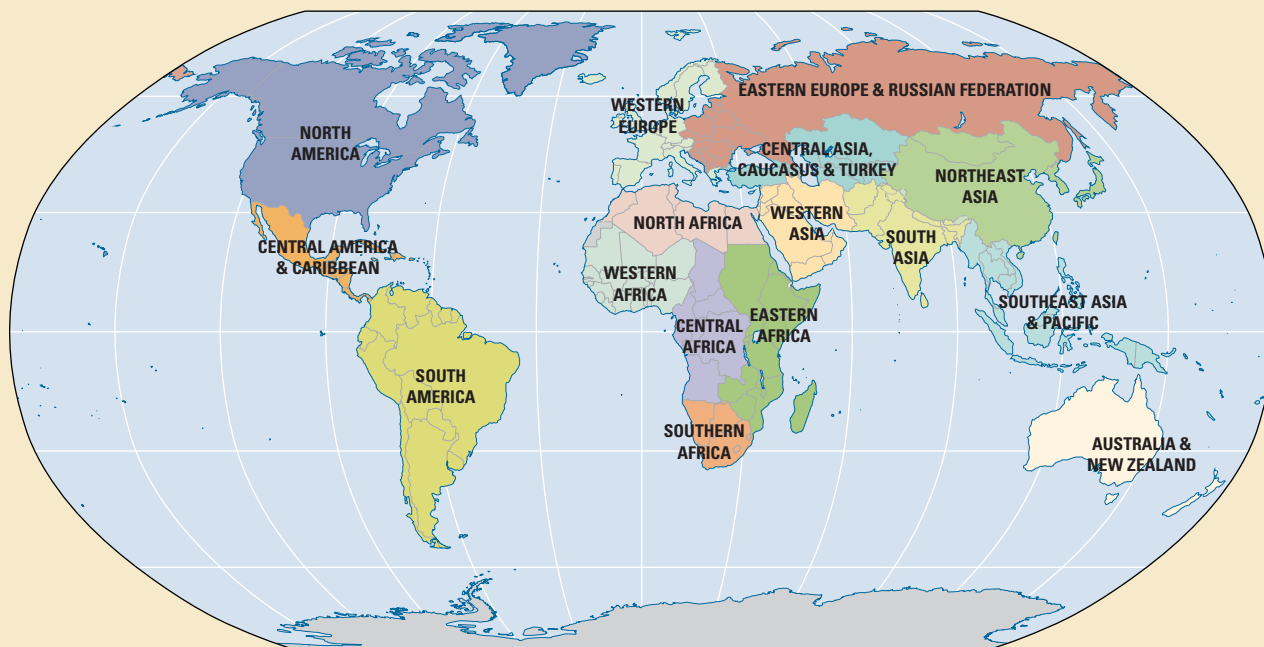 EASTERN EUROPE & RUSSIAN FEDERATION
WESTERN
EUROPE
NORTH
AMERICA
CENTRAL ASIA,
CAUCASUS & TURKEY
NORTHEAST
ASIA
NORTH AFRICA
WESTERN
ASIA
SOUTH
ASIA
CENTRAL AMERICA
& CARIBBEAN
WESTERN
AFRICA
SOUTHEAST ASIA
& PACIFIC
EASTERN
AFRICA
CENTRAL
AFRICA
SOUTH
AMERICA
SOUTHERN
AFRICA
AUSTRALIA &
NEW ZEALAND